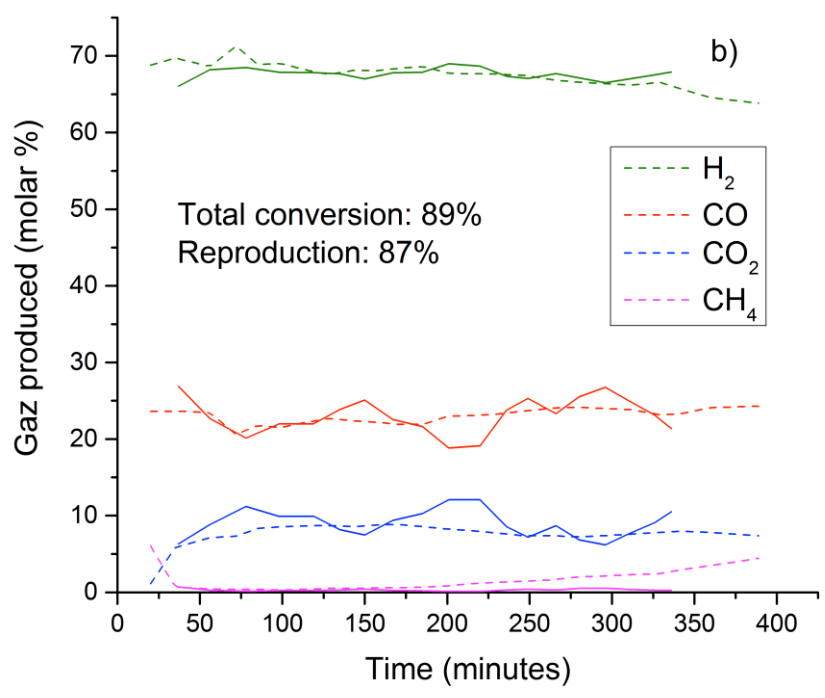 b)
70
60
50
40
30
20
10
0
Gaz produced (molar %)
Total conversion: 89%
Reproduction: 87%
H₂
CO
CO₂
CH₄
0 50 100 150 200 250 300 350 400
Time (minutes)